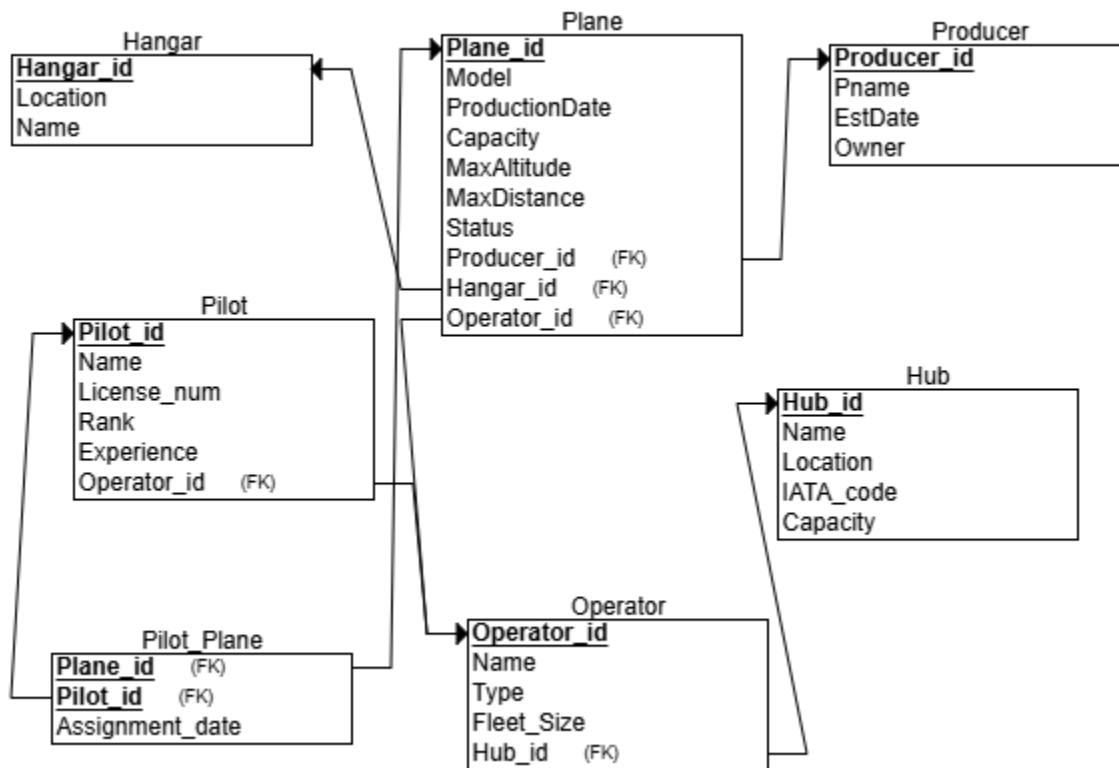 Hangar
Hangar_id
Location
Name
Plane
Plane_id
Model
ProductionDate
Capacity
MaxAltitude
MaxDistance
Status
Producer_id (FK)
Hangar_id (FK)
Operator_id (FK)
Producer
Producer_id
Pname
EstDate
Owner
Pilot
Pilot_id
Name
License_num
Rank
Experience
Operator_id (FK)
Hub
Hub_id
Name
Location
IATA_code
Capacity
Pilot_Plane
Plane_id (FK)
Pilot_id (FK)
Assignment_date
Operator
Operator_id
Name
Type
Fleet_Size
Hub_id (FK)